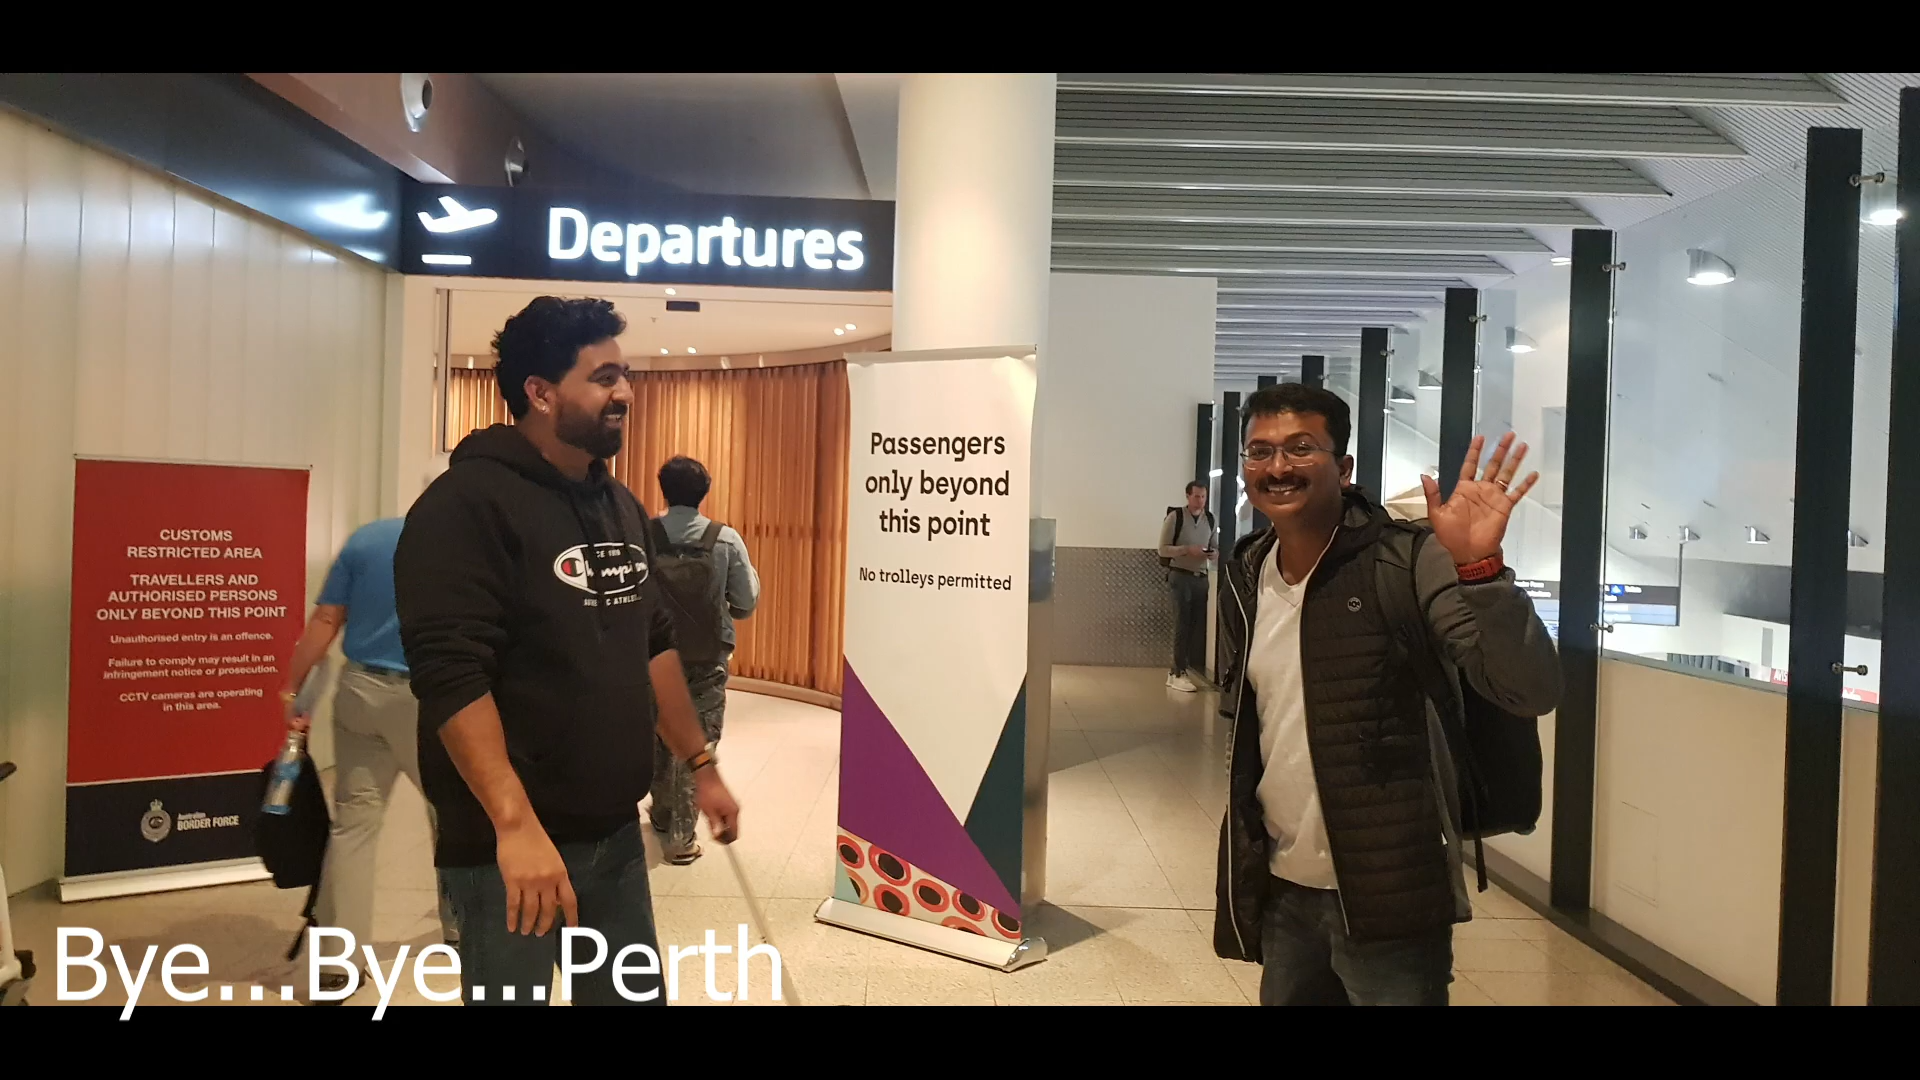 Departures
CUSTOMS
RESTRICTED AREA
TRAVELLERS AND
AUTHORISED PERSONS
ONLY BEYOND THIS POINT
Unauthorised entry is an offence.
Failure to comply may result in an
infringement notice or prosecution.
CCTV cameras are operating
in this area.
Australian
BORDER FORCE
Champion
Passengers
only beyond
this point
No trolleys permitted
Bye...Bye...Perth